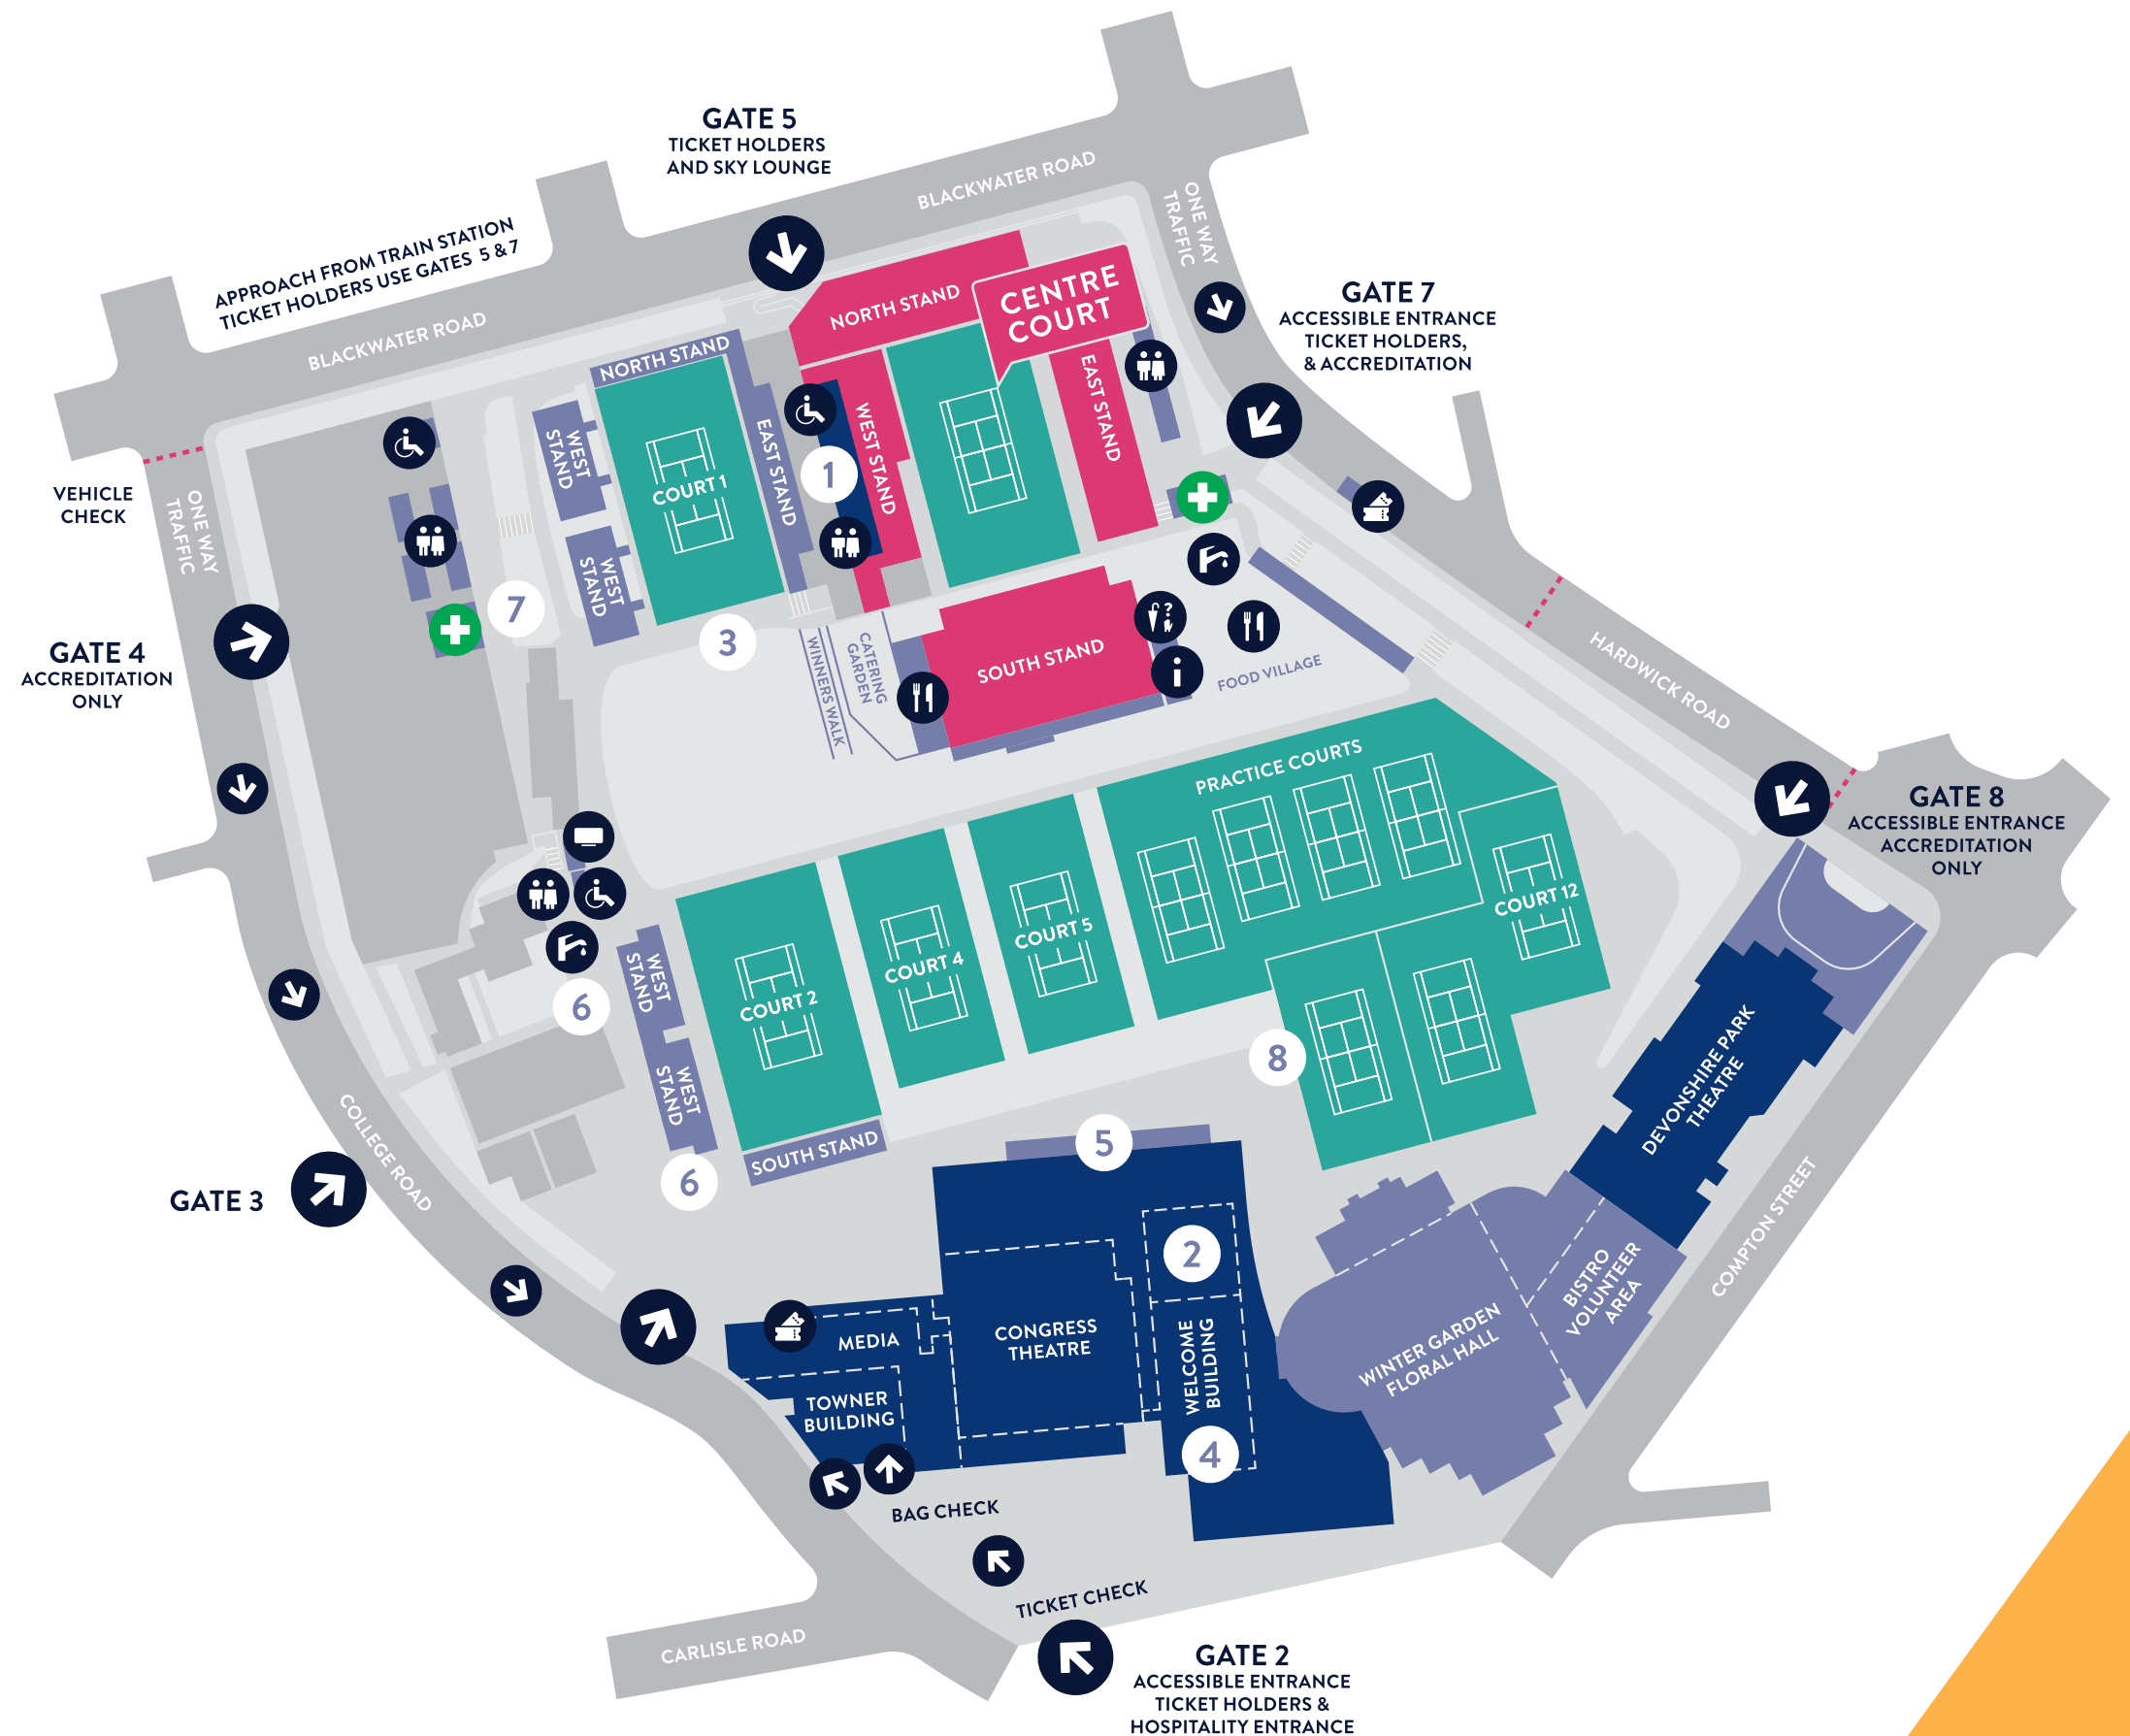 GATE 5
TICKET HOLDERS
AND SKY LOUNGE
BLACKWATER ROAD
ONE WAY
TRAFFIC
APPROACH FROM TRAIN STATION
TICKET HOLDERS USE GATES 5 & 7
BLACKWATER ROAD
GATE 7
ACCESSIBLE ENTRANCE
TICKET HOLDERS,
& ACCREDITATION
CENTRE
COURT
NORTH STAND
NORTH STAND
EAST STAND
WEST STAND
EAST STAND
WEST
STAND
COURT 1
1
VEHICLE
CHECK
ONE WAY
TRAFFIC
WEST
STAND
7
3
GATE 4
ACCREDITATION
ONLY
WINNERS WALK
CATERING
GARDEN
SOUTH STAND
?
i
FOOD VILLAGE
HARDWICK ROAD
PRACTICE COURTS
GATE 8
ACCESSIBLE ENTRANCE
ACCREDITATION
ONLY
COURT 12
COURT 5
COURT 4
COURT 2
WEST
STAND
6
8
WEST
STAND
DEVONSHIRE PARK
THEATRE
COLLEGE ROAD
SOUTH STAND
5
6
GATE 3
2
COMPTON STREET
BISTRO
VOLUNTEER
AREA
WINTER GARDEN
FLORAL HALL
MEDIA
CONGRESS
THEATRE
WELCOME
BUILDING
TOWNER
BUILDING
4
BAG CHECK
TICKET CHECK
CARLISLE ROAD
GATE 2
ACCESSIBLE ENTRANCE
TICKET HOLDERS &
HOSPITALITY ENTRANCE